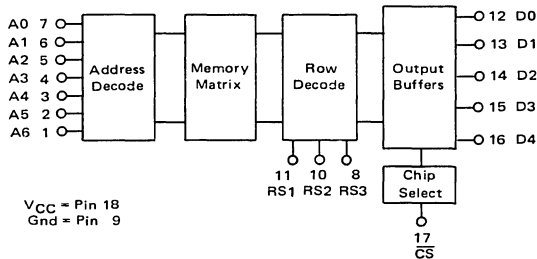 A0 7
A1 6
A2 5
A3 4
A4 3
A5 2
A6 1
Address
Decode
Memory
Matrix
Row
Decode
Output
Buffers
12 D0
13 D1
14 D2
15 D3
16 D4
11 10 8
RS1 RS2 RS3
Chip
Select
17
CS
VCC = Pin 18
Gnd = Pin 9